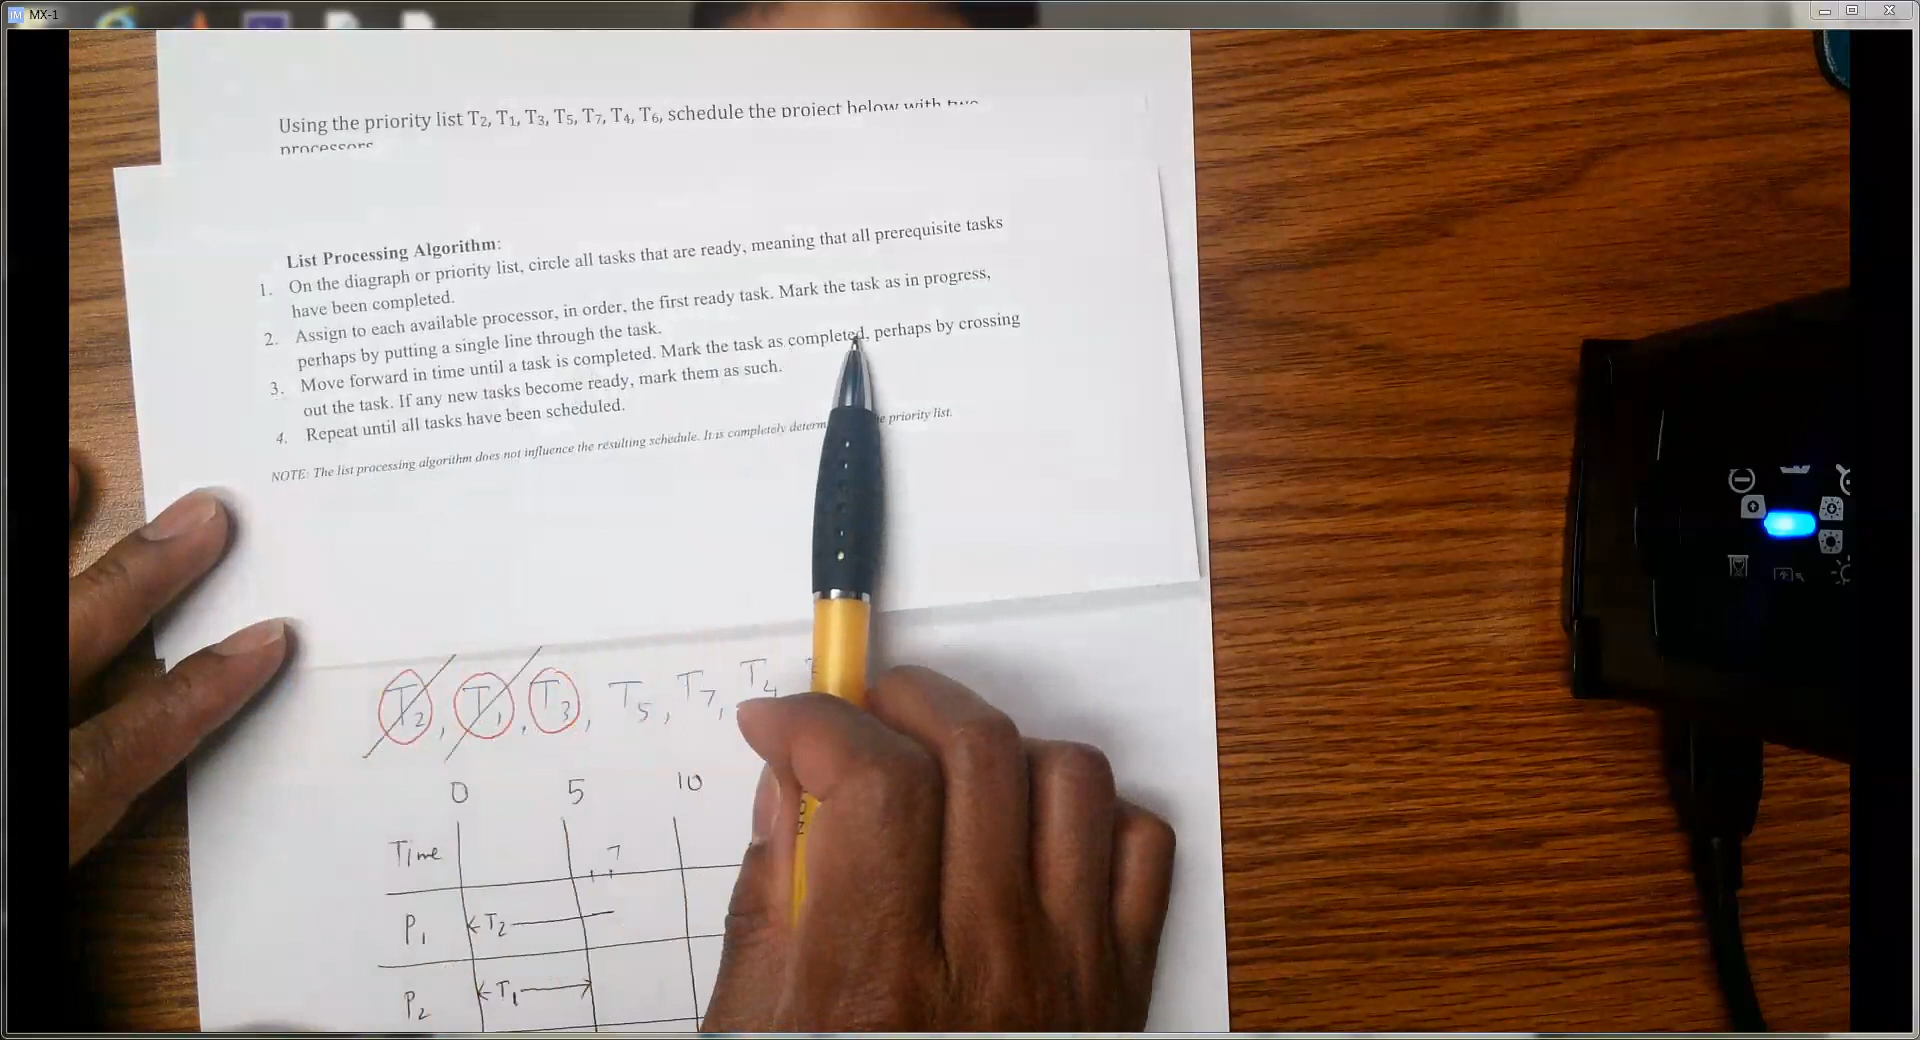 MX-1
Using the priority list T2, T1, T3, T5, T7, T4, T6, schedule the project below with two
processors
List Processing Algorithm:
1. On the diagraph or priority list, circle all tasks that are ready, meaning that all prerequisite tasks
have been completed.
2. Assign to each available processor, in order, the first ready task. Mark the task as in progress,
perhaps by putting a single line through the task.
3. Move forward in time until a task is completed. Mark the task as completed, perhaps by crossing
out the task. If any new tasks become ready, mark them as such.
4. Repeat until all tasks have been scheduled.
NOTE: The list processing algorithm does not influence the resulting schedule. It is completely priority list.
T2, T1, T3, T5, T7, T4
0 5 10
Time 7
P1 T2
P2 T1